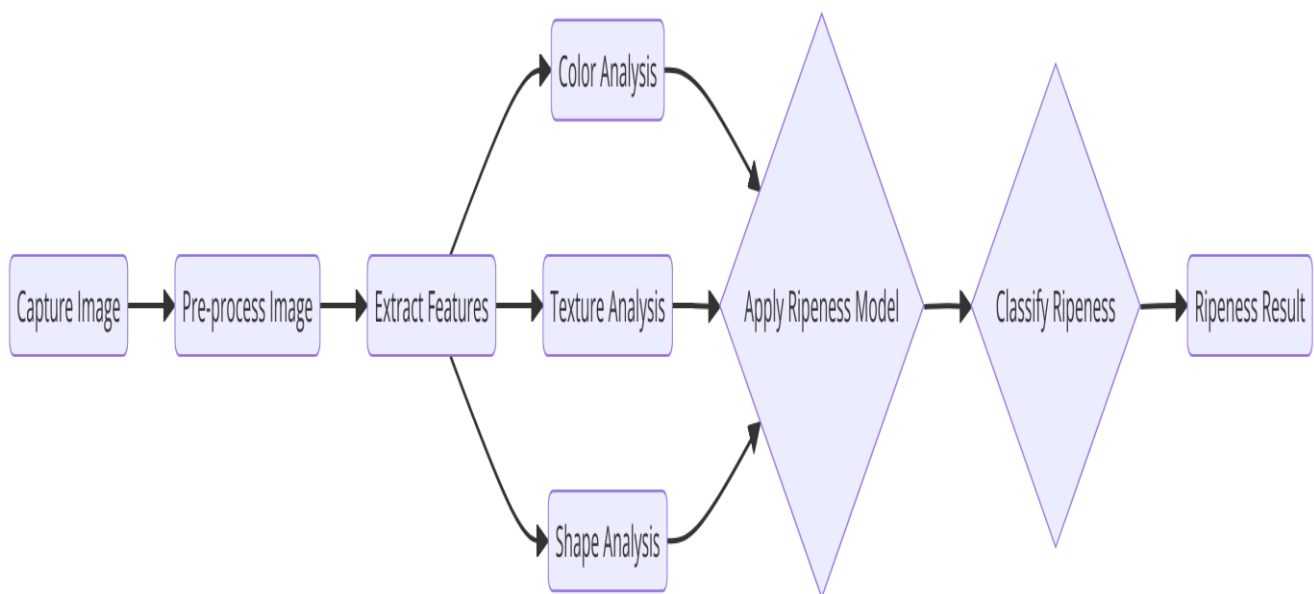 Capture Image
Pre-process Image
Extract Features
Color Analysis
Texture Analysis
Shape Analysis
Apply Ripeness Model
Classify Ripeness
Ripeness Result